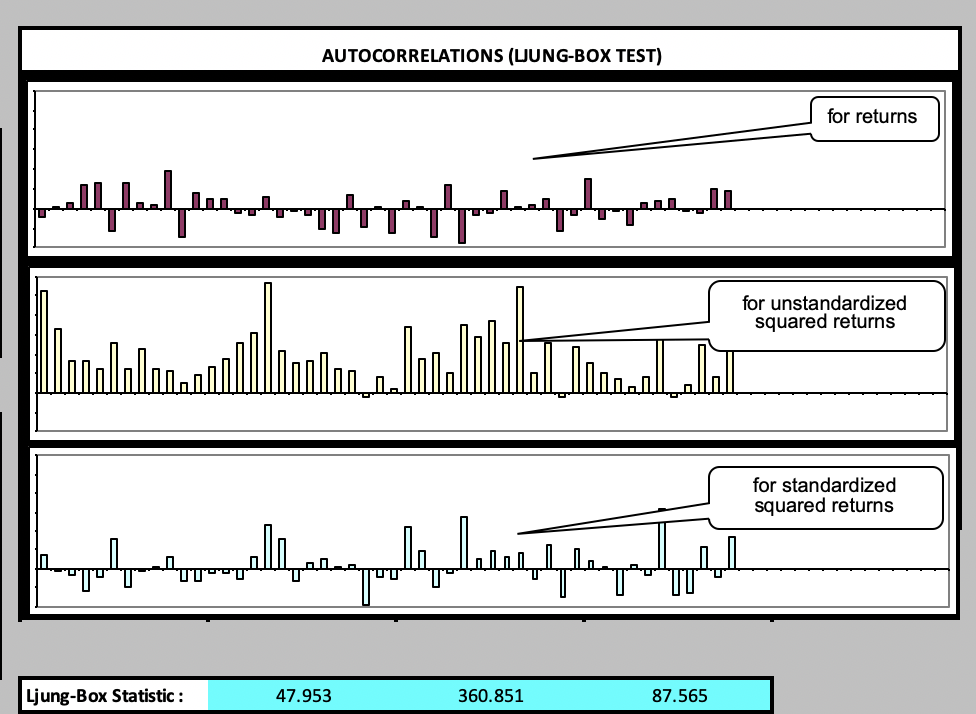 AUTOCORRELATIONS (LJUNG-BOX TEST)
for returns
for unstandardized
squared returns
for standardized
squared returns
Ljung-Box Statistic : 47.953 360.851 87.565